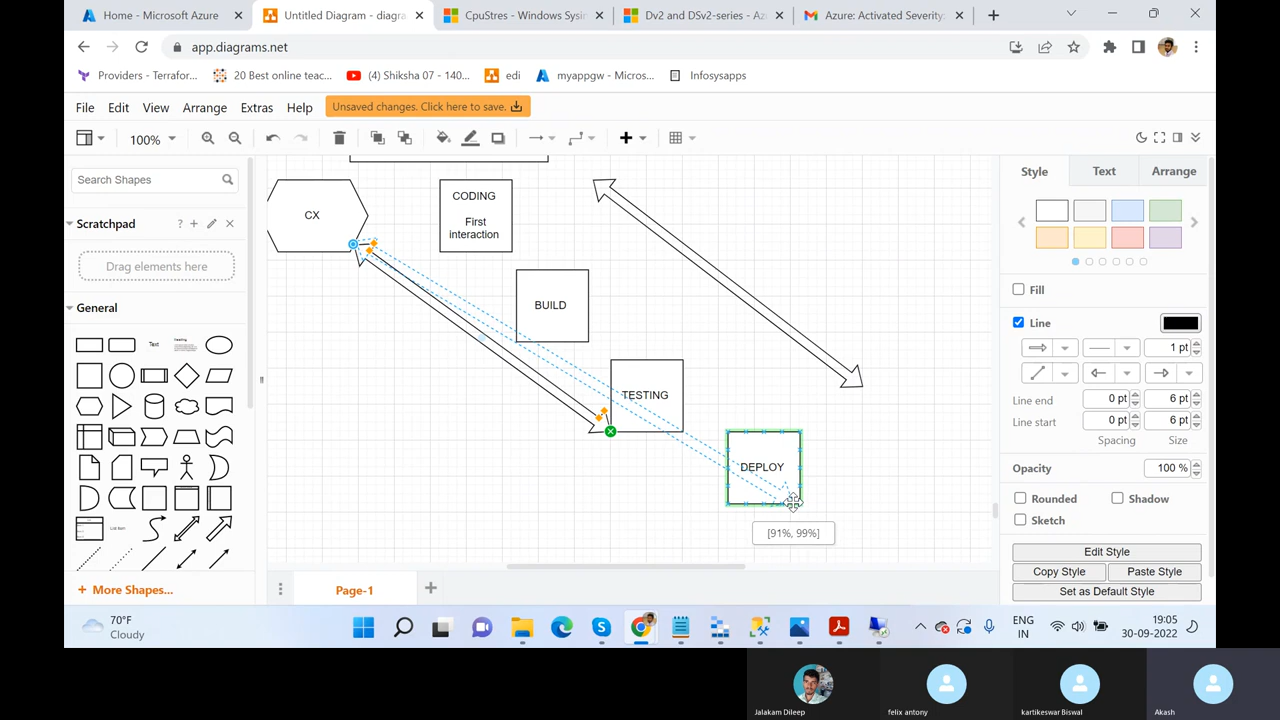 Home - Microsoft Azure
Untitled Diagram - diagra
CpuStres - Windows Sysin
Dv2 and DSv2-series - Az
Azure: Activated Severity:
app.diagrams.net
Providers - Terrafor...
20 Best online teac...
(4) Shiksha 07 - 140...
edi
myappgw - Micros...
Infosysapps
File
Edit
View
Arrange
Extras
Help
Unsaved changes. Click here to save.
100%
Search Shapes
Scratchpad
?
Drag elements here
General
Text
Heading
List Item
+ More Shapes...
CX
CODING
First
interaction
BUILD
TESTING
DEPLOY
[91%, 99%]
Page-1
Style
Text
Arrange
Fill
Line
1 pt
Line end
0 pt
6 pt
Line start
0 pt
6 pt
Spacing
Size
Opacity
100 %
Rounded
Shadow
Sketch
Edit Style
Copy Style
Paste Style
Set as Default Style
70°F
Cloudy
ENG
IN
19:05
30-09-2022
Jalakam Dileep
felix antony
kartikeswar Biswal
Akash